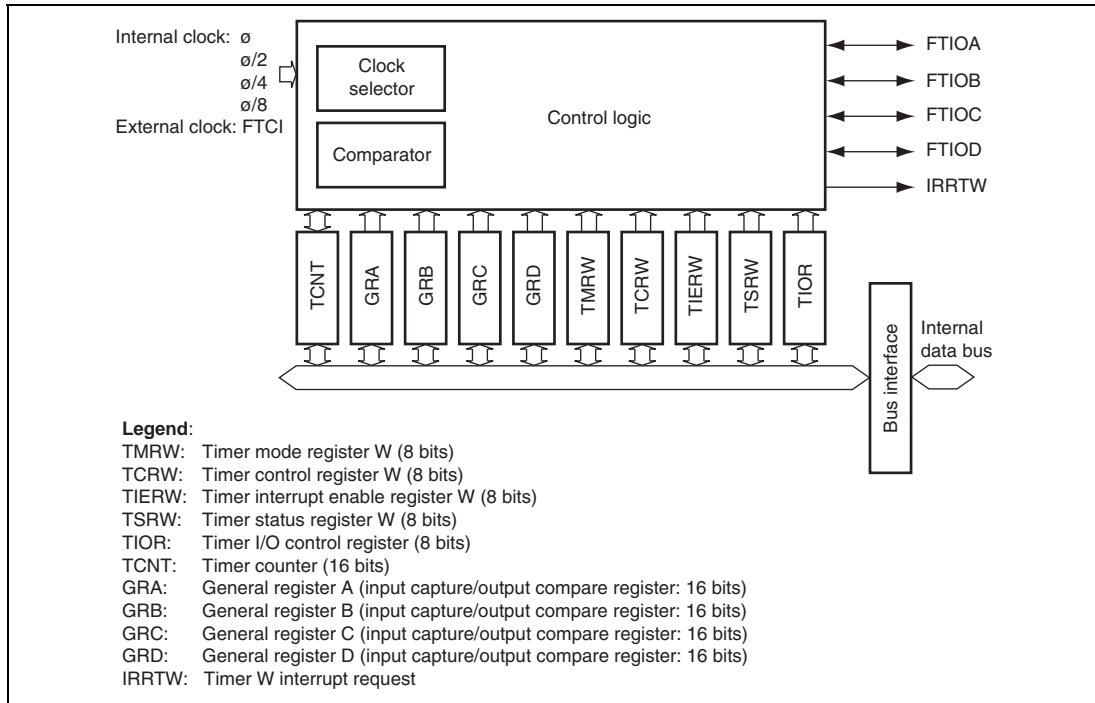 Internal clock: ø
ø/2
ø/4
ø/8
External clock: FTCI
Clock
selector
Comparator
Control logic
FTIOA
FTIOB
FTIOC
FTIOD
IRRTW
TCNT
GRA
GRB
GRC
GRD
TMRW
TCRW
TIERW
TSRW
TIOR
Bus interface
Internal
data bus
Legend:
TMRW: Timer mode register W (8 bits)
TCRW: Timer control register W (8 bits)
TIERW: Timer interrupt enable register W (8 bits)
TSRW: Timer status register W (8 bits)
TIOR: Timer I/O control register (8 bits)
TCNT: Timer counter (16 bits)
GRA: General register A (input capture/output compare register: 16 bits)
GRB: General register B (input capture/output compare register: 16 bits)
GRC: General register C (input capture/output compare register: 16 bits)
GRD: General register D (input capture/output compare register: 16 bits)
IRRTW: Timer W interrupt request